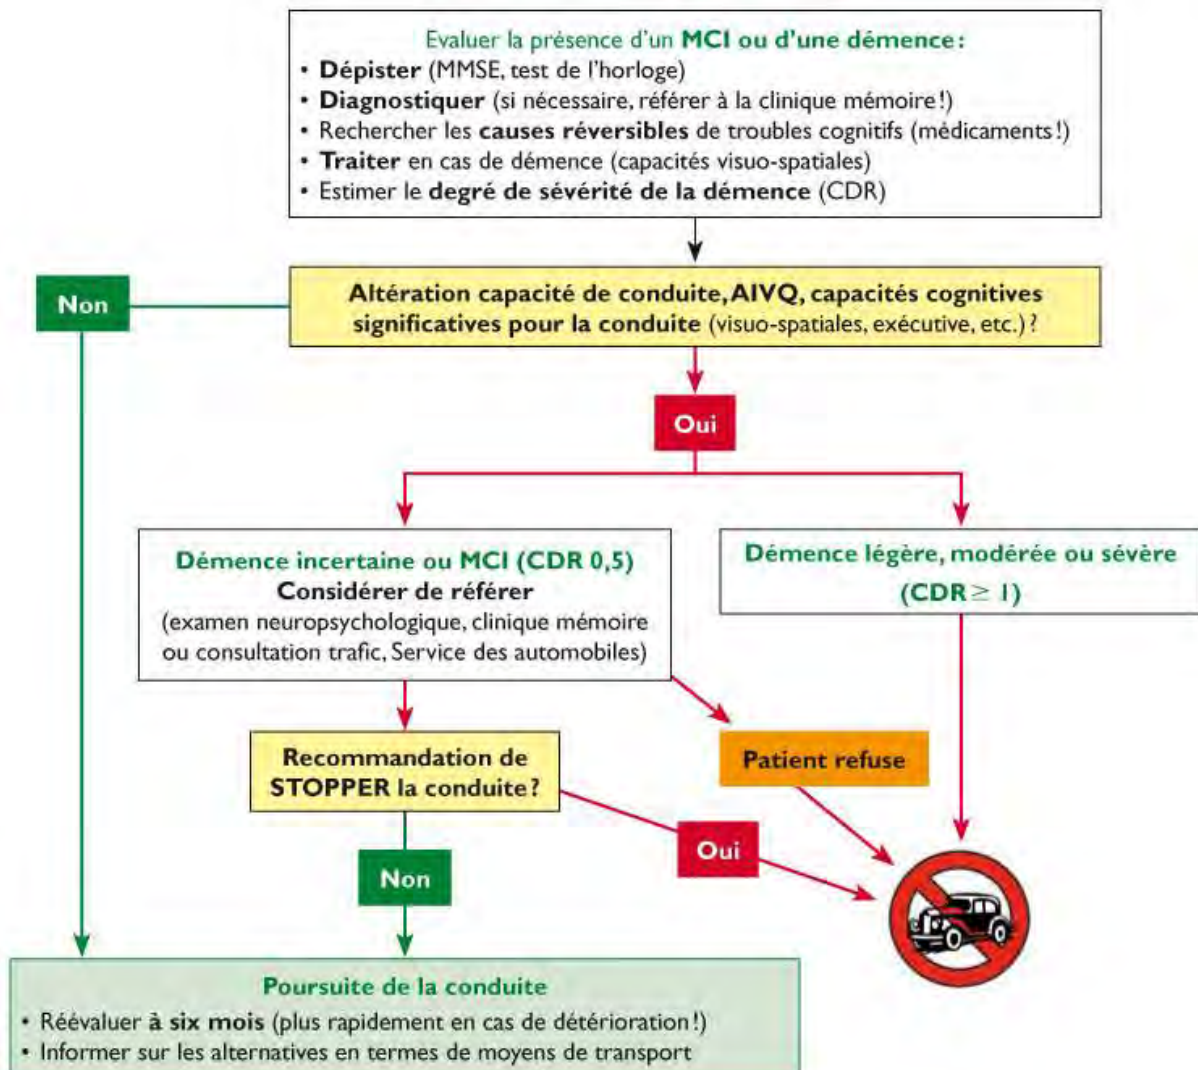 Evaluer la présence d'un MCI ou d'une démence :
• Dépister (MMSE, test de l'horloge)
• Diagnostiquer (si nécessaire, référer à la clinique mémoire !)
• Rechercher les causes réversibles de troubles cognitifs (médicaments !)
• Traiter en cas de démence (capacités visuo-spatiales)
• Estimer le degré de sévérité de la démence (CDR)
Non
Altération capacité de conduite, AIVQ, capacités cognitives
significatives pour la conduite (visuo-spatiales, exécutive, etc.) ?
Oui
Démence incertaine ou MCI (CDR 0,5)
Considérer de référer
(examen neuropsychologique, clinique mémoire
ou consultation trafic, Service des automobiles)
Démence légère, modérée ou sévère
(CDR ≥ 1)
Recommandation de
STOPPER la conduite ?
Patient refuse
Oui
Non
Poursuite de la conduite
• Réévaluer à six mois (plus rapidement en cas de détérioration !)
• Informer sur les alternatives en termes de moyens de transport